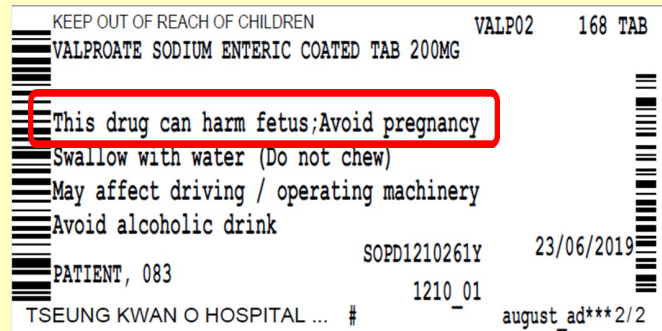 KEEP OUT OF REACH OF CHILDREN VALP02 168 TAB
VALPROATE SODIUM ENTERIC COATED TAB 200MG
This drug can harm fetus;Avoid pregnancy
Swallow with water (Do not chew)
May affect driving / operating machinery
Avoid alcoholic drink
SOPD1210261Y 23/06/2019
PATIENT, 083
1210_01
TSEUNG KWAN O HOSPITAL ... # august_ad***2/2